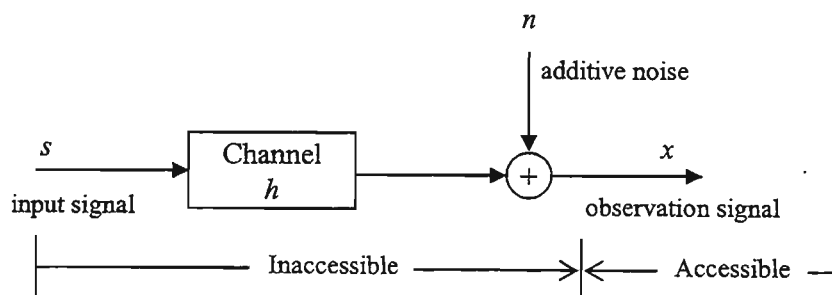 n
additive noise
s
Channel
x
h
+
input signal
observation signal
Inaccessible
Accessible